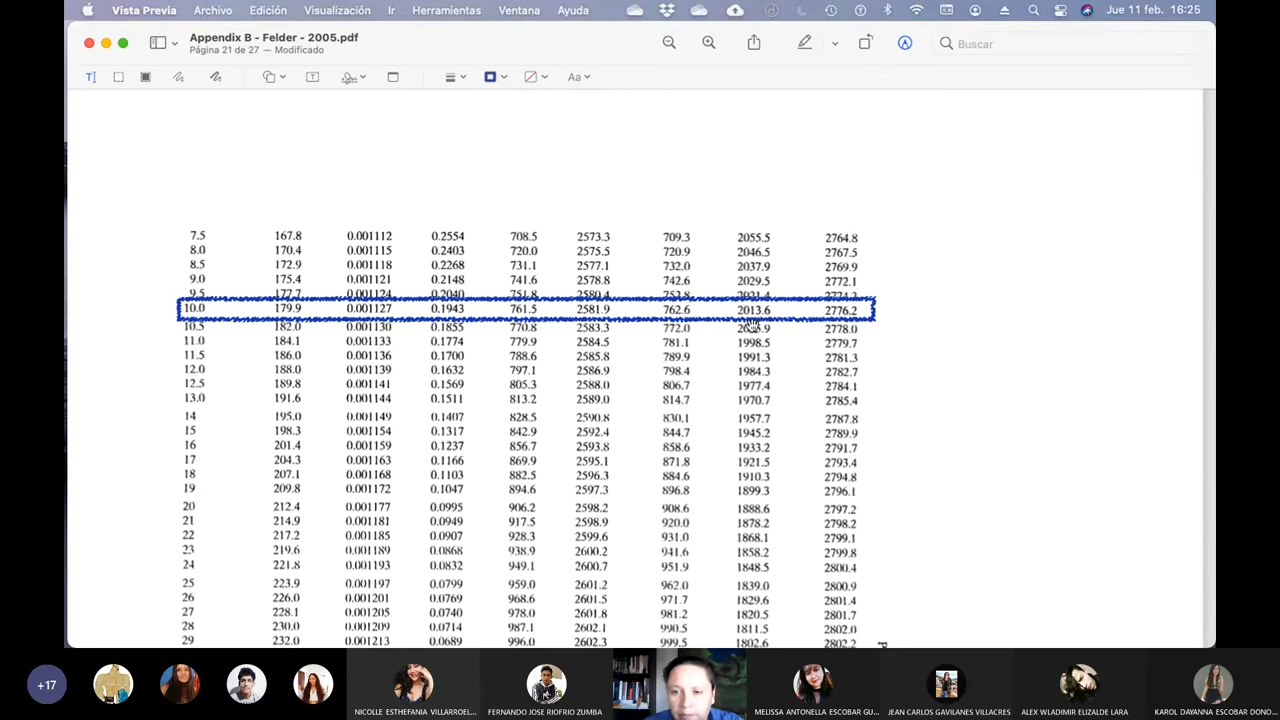 Vista Previa Archivo Edición Visualización Ir Herramientas Ventana Ayuda Jue 11 feb. 16:25
Appendix B - Felder - 2005.pdf
Página 21 de 27 — Modificado
Buscar
Aa
7.5 167.8 0.001112 0.2554 708.5 2573.3 709.3 2055.5 2764.8
8.0 170.4 0.001115 0.2403 720.0 2575.5 720.9 2046.5 2767.5
8.5 172.9 0.001118 0.2268 731.1 2577.1 732.0 2037.9 2769.9
9.0 175.4 0.001121 0.2148 741.6 2578.8 742.6 2029.5 2772.1
9.5 177.7 0.001124 0.2040 751.8 2580.4 752.8 2021.4
10.0 179.9 0.001127 0.1943 761.5 2581.9 762.6 2013.6 2776.2
10.5 182.0 0.001130 0.1855 770.8 2583.3 772.0 2778.0
11.0 184.1 0.001133 0.1774 779.9 2584.5 781.1 1998.5 2779.7
11.5 186.0 0.001136 0.1700 788.6 2585.8 789.9 1991.3 2781.3
12.0 188.0 0.001139 0.1632 797.1 2586.9 798.4 1984.3 2782.7
12.5 189.8 0.001141 0.1569 805.3 2588.0 806.7 1977.4 2784.1
13.0 191.6 0.001144 0.1511 813.2 2589.0 814.7 1970.7 2785.4
14 195.0 0.001149 0.1407 828.5 2590.8 830.1 1957.7 2787.8
15 198.3 0.001154 0.1317 842.9 2592.4 844.7 1945.2 2789.9
16 201.4 0.001159 0.1237 856.7 2593.8 858.6 1933.2 2791.7
17 204.3 0.001163 0.1166 869.9 2595.1 871.8 1921.5 2793.4
18 207.1 0.001168 0.1103 882.5 2596.3 884.6 1910.3 2794.8
19 209.8 0.001172 0.1047 894.6 2597.3 896.8 1899.3 2796.1
20 212.4 0.001177 0.0995 906.2 2598.2 908.6 1888.6 2797.2
21 214.9 0.001181 0.0949 917.5 2598.9 920.0 1878.2 2798.2
22 217.2 0.001185 0.0907 928.3 2599.6 931.0 1868.1 2799.1
23 219.6 0.001189 0.0868 938.9 2600.2 941.6 1858.2 2799.8
24 221.8 0.001193 0.0832 949.1 2600.7 951.9 1848.5 2800.4
25 223.9 0.001197 0.0799 959.0 2601.2 962.0 1839.0 2800.9
26 226.0 0.001201 0.0769 968.6 2601.5 971.7 1829.6 2801.4
27 228.1 0.001205 0.0740 978.0 2601.8 981.2 1820.5 2801.7
28 230.0 0.001209 0.0714 987.1 2602.1 990.5 1811.5 2802.0
29 232.0 0.001213 0.0689 996.0 2602.3 999.5 1802.6 2802.2
+17
NICOLLE ESTHEFANIA VILLARROEL...
FERNANDO JOSE RIOFRIO ZUMBA
MELISSA ANTONELLA ESCOBAR GU...
JEAN CARLOS GAVILANES VILLACRES
ALEX WLADIMIR ELIZALDE LARA
KAROL DAYANNA ESCOBAR DONO...